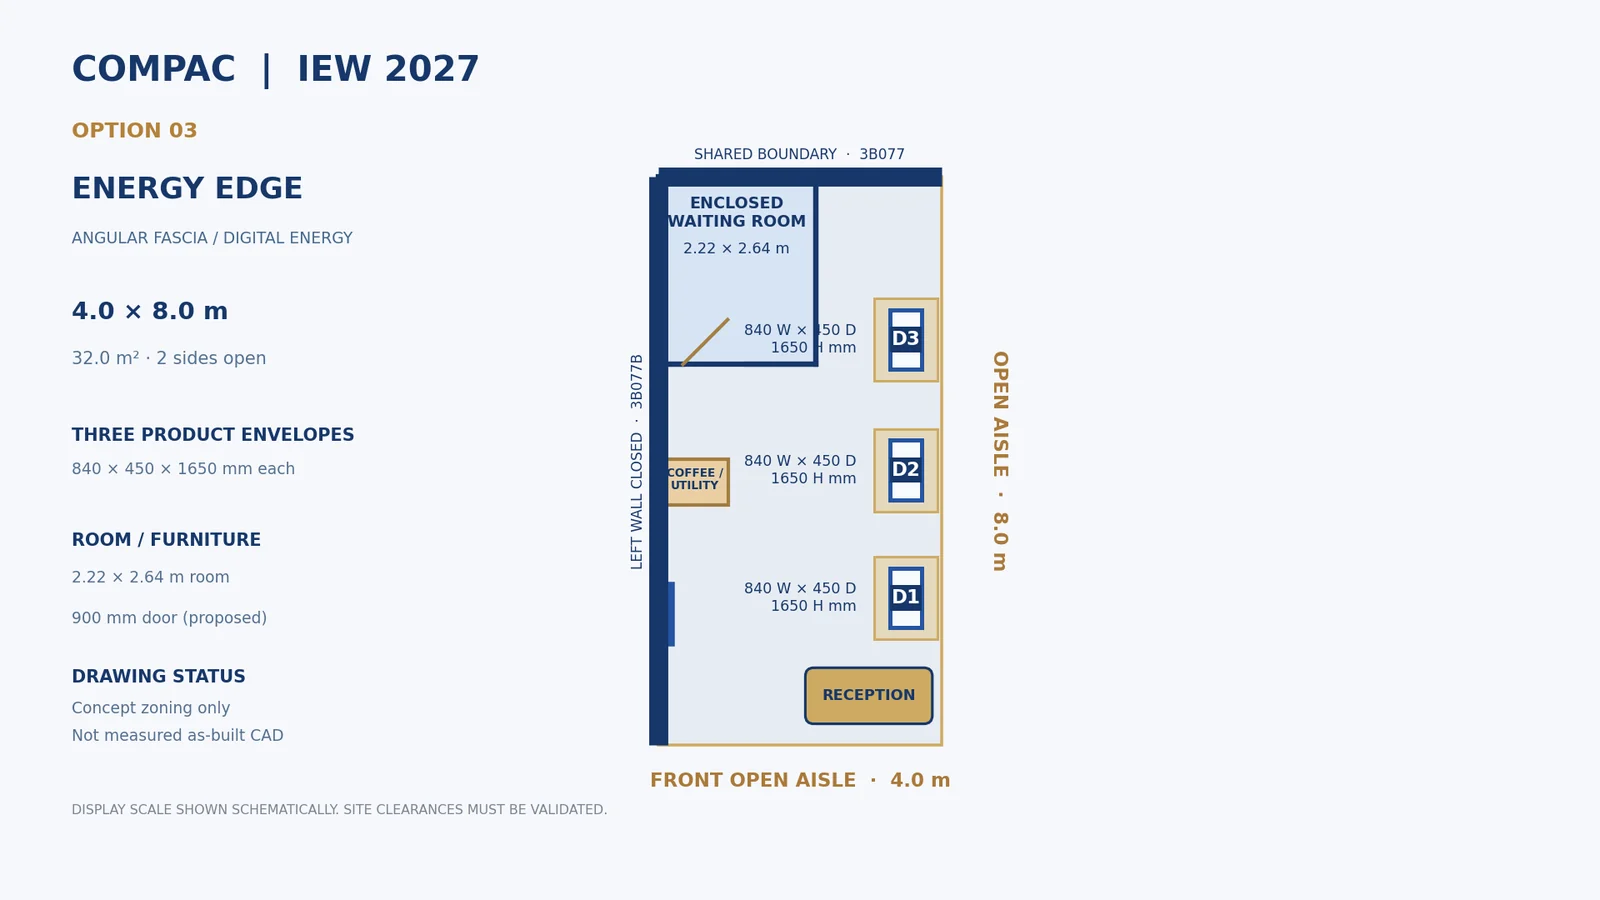 COMPAC | IEW 2027
OPTION 03
ENERGY EDGE
ANGULAR FASCIA / DIGITAL ENERGY
4.0 × 8.0 m
32.0 m² · 2 sides open
THREE PRODUCT ENVELOPES
840 × 450 × 1650 mm each
ROOM / FURNITURE
2.22 × 2.64 m room
900 mm door (proposed)
DRAWING STATUS
Concept zoning only
Not measured as-built CAD
DISPLAY SCALE SHOWN SCHEMATICALLY. SITE CLEARANCES MUST BE VALIDATED.
SHARED BOUNDARY · 3B077
LEFT WALL CLOSED · 3B077B
ENCLOSED
WAITING ROOM
2.22 × 2.64 m
840 W × 450 D
1650 H mm
D3
COFFEE /
UTILITY
840 W × 450 D
1650 H mm
D2
840 W × 450 D
1650 H mm
D1
RECEPTION
OPEN AISLE · 8.0 m
FRONT OPEN AISLE · 4.0 m